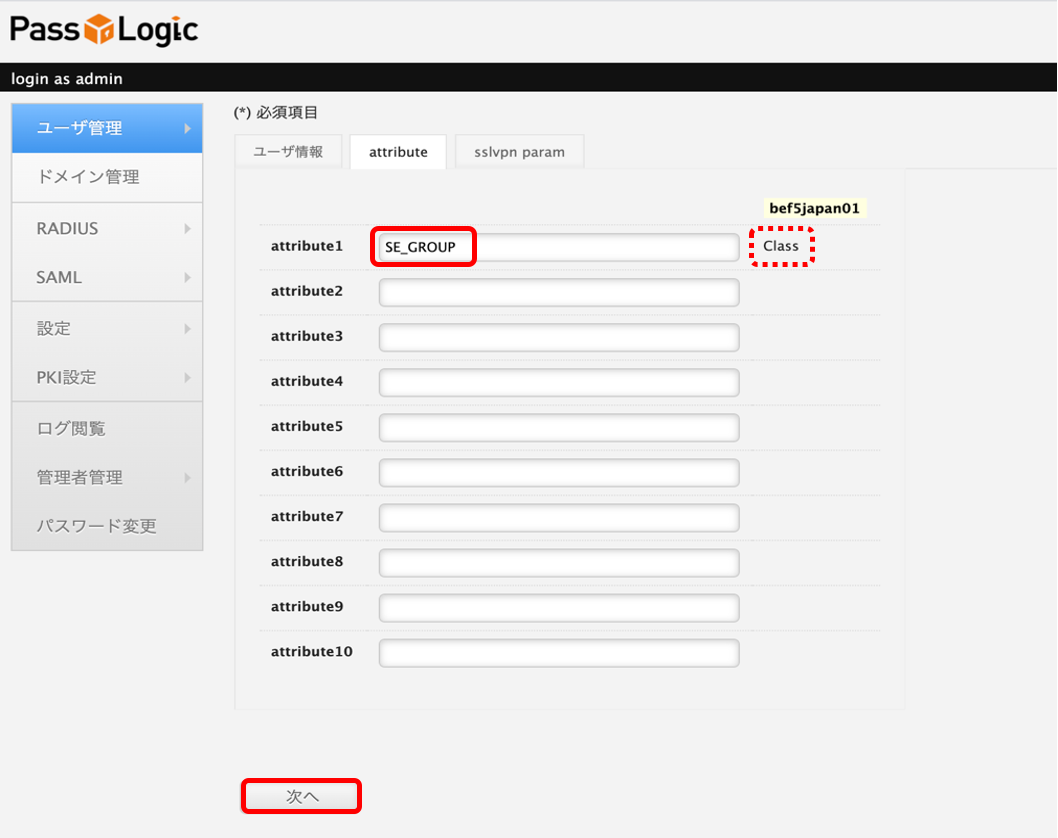 PassLogic
login as admin
ユーザ管理
ドメイン管理
RADIUS
SAML
設定
PKI設定
ログ閲覧
管理者管理
パスワード変更
(*) 必須項目
ユーザ情報 attribute sslvpn param
bef5japan01
attribute1 SE_GROUP Class
attribute2
attribute3
attribute4
attribute5
attribute6
attribute7
attribute8
attribute9
attribute10
次へ